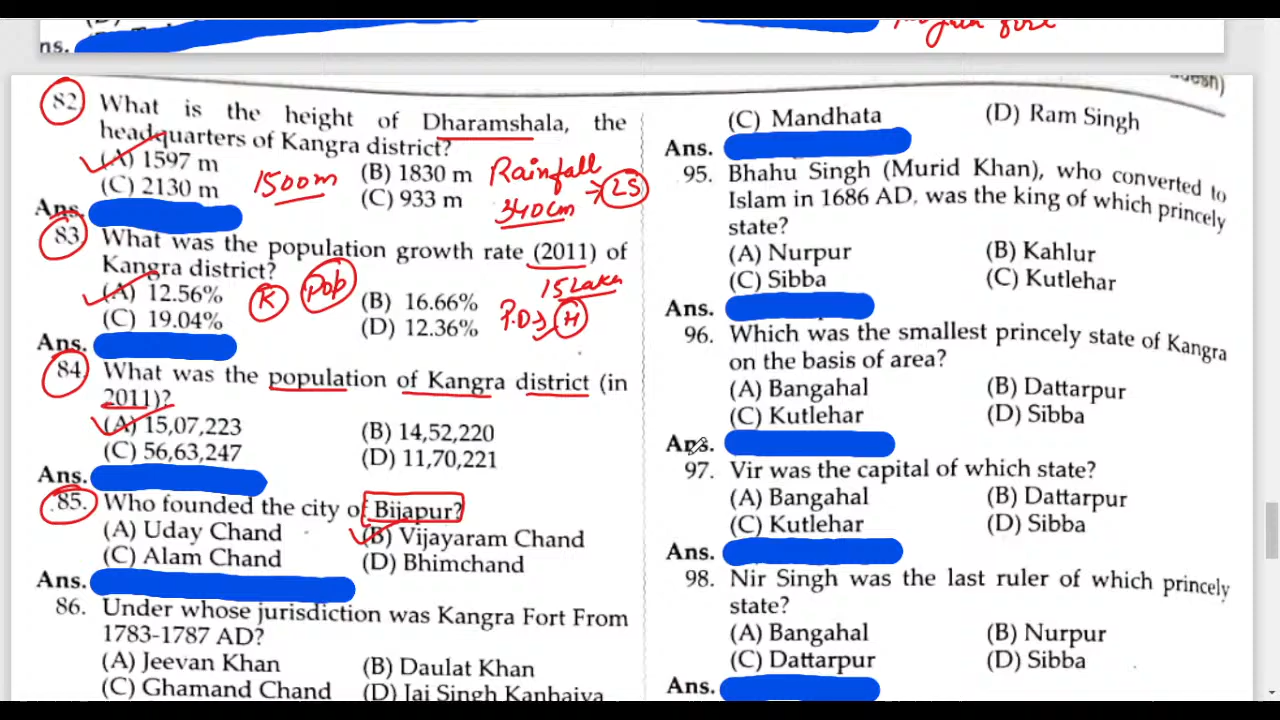 ns.
82. What is the height of Dharamshala, the
headquarters of Kangra district?
(A) 1597 m
(B) 1830 m
(C) 2130 m
(C) 933 m
1500m
Rainfall
340cm → 25
Ans.
83. What was the population growth rate (2011) of
Kangra district?
(A) 12.56%
(B) 16.66%
(C) 19.04%
(D) 12.36%
K
Pop
15 Lakh
P.D → H
Ans.
84. What was the population of Kangra district (in
2011)?
(A) 15,07,223
(B) 14,52,220
(C) 56,63,247
(D) 11,70,221
Ans.
85. Who founded the city of Bijapur?
(A) Uday Chand
(B) Vijayaram Chand
(C) Alam Chand
(D) Bhimchand
Ans.
86. Under whose jurisdiction was Kangra Fort From
1783-1787 AD?
(A) Jeevan Khan
(B) Daulat Khan
(C) Ghamand Chand
(D) Jai Singh Kanhaiya
(C) Mandhata
(D) Ram Singh
Ans.
95. Bhahu Singh (Murid Khan), who converted to
Islam in 1686 AD, was the king of which princely
state?
(A) Nurpur
(B) Kahlur
(C) Sibba
(C) Kutlehar
Ans.
96. Which was the smallest princely state of Kangra
on the basis of area?
(A) Bangahal
(B) Dattarpur
(C) Kutlehar
(D) Sibba
Ans.
97. Vir was the capital of which state?
(A) Bangahal
(B) Dattarpur
(C) Kutlehar
(D) Sibba
Ans.
98. Nir Singh was the last ruler of which princely
state?
(A) Bangahal
(B) Nurpur
(C) Dattarpur
(D) Sibba
Ans.